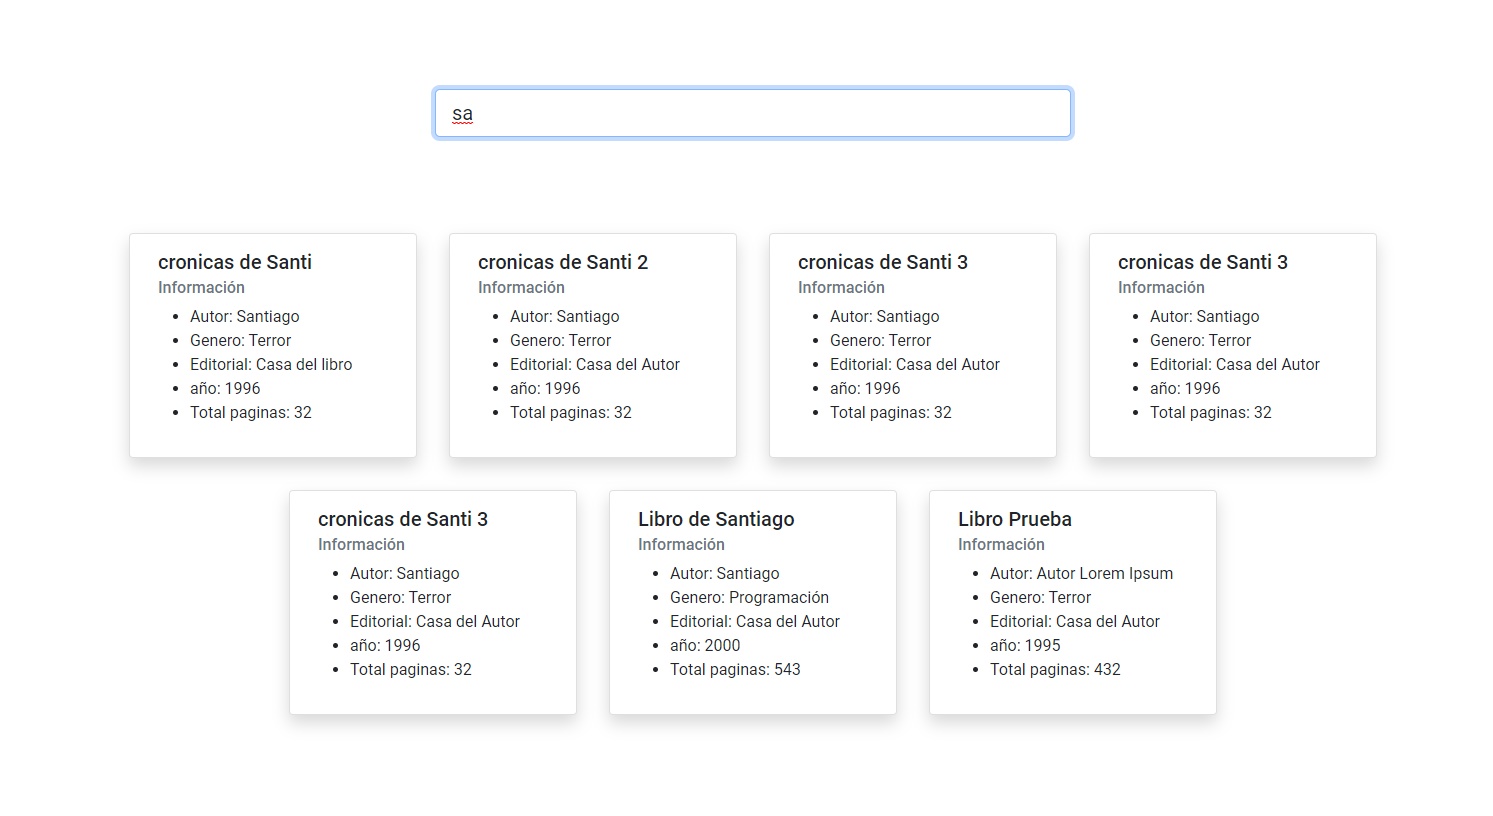 sa
cronicas de Santi
Información
Autor: Santiago
Genero: Terror
Editorial: Casa del libro
año: 1996
Total paginas: 32
cronicas de Santi 2
Información
Autor: Santiago
Genero: Terror
Editorial: Casa del Autor
año: 1996
Total paginas: 32
cronicas de Santi 3
Información
Autor: Santiago
Genero: Terror
Editorial: Casa del Autor
año: 1996
Total paginas: 32
cronicas de Santi 3
Información
Autor: Santiago
Genero: Terror
Editorial: Casa del Autor
año: 1996
Total paginas: 32
cronicas de Santi 3
Información
Autor: Santiago
Genero: Terror
Editorial: Casa del Autor
año: 1996
Total paginas: 32
Libro de Santiago
Información
Autor: Santiago
Genero: Programación
Editorial: Casa del Autor
año: 2000
Total paginas: 543
Libro Prueba
Información
Autor: Autor Lorem Ipsum
Genero: Terror
Editorial: Casa del Autor
año: 1995
Total paginas: 432